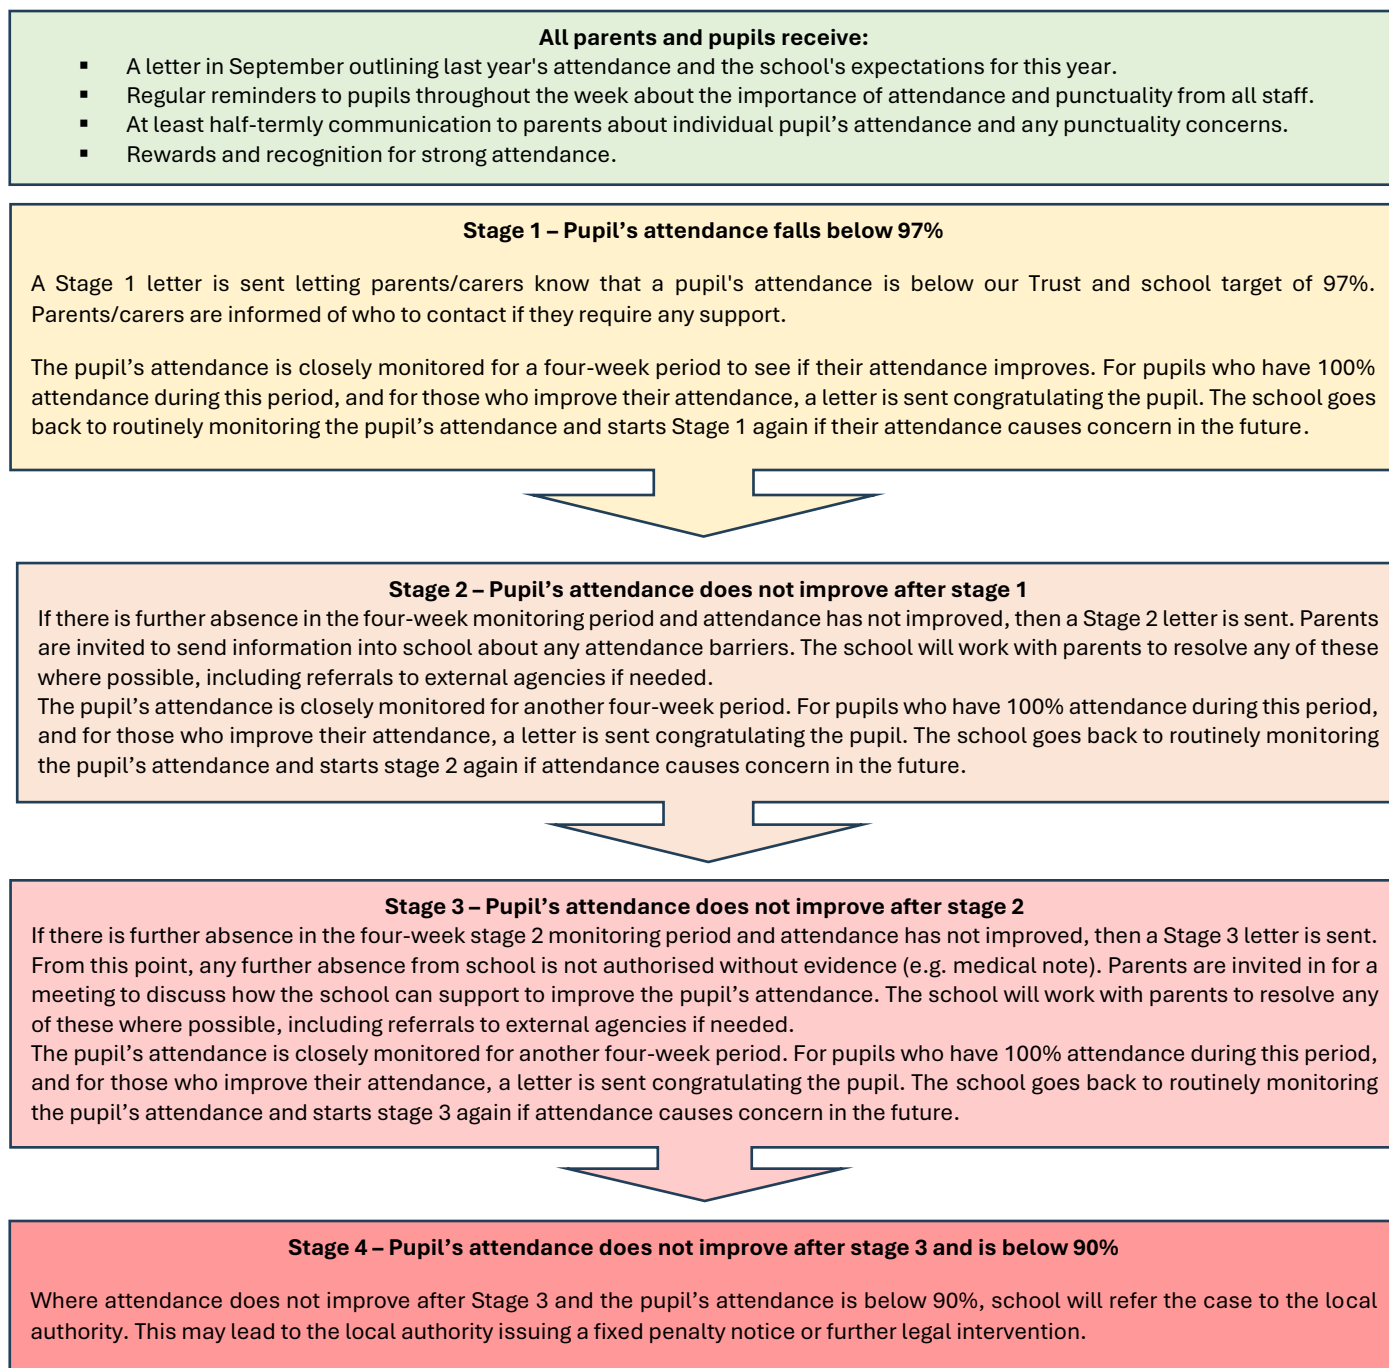 All parents and pupils receive:
▪ A letter in September outlining last year's attendance and the school's expectations for this year.
▪ Regular reminders to pupils throughout the week about the importance of attendance and punctuality from all staff.
▪ At least half-termly communication to parents about individual pupil’s attendance and any punctuality concerns.
▪ Rewards and recognition for strong attendance.
Stage 1 – Pupil’s attendance falls below 97%
A Stage 1 letter is sent letting parents/carers know that a pupil's attendance is below our Trust and school target of 97%.
Parents/carers are informed of who to contact if they require any support.
The pupil’s attendance is closely monitored for a four-week period to see if their attendance improves. For pupils who have 100%
attendance during this period, and for those who improve their attendance, a letter is sent congratulating the pupil. The school goes
back to routinely monitoring the pupil’s attendance and starts Stage 1 again if their attendance causes concern in the future.
Stage 2 – Pupil’s attendance does not improve after stage 1
If there is further absence in the four-week monitoring period and attendance has not improved, then a Stage 2 letter is sent. Parents
are invited to send information into school about any attendance barriers. The school will work with parents to resolve any of these
where possible, including referrals to external agencies if needed.
The pupil’s attendance is closely monitored for another four-week period. For pupils who have 100% attendance during this period,
and for those who improve their attendance, a letter is sent congratulating the pupil. The school goes back to routinely monitoring
the pupil’s attendance and starts stage 2 again if attendance causes concern in the future.
Stage 3 – Pupil’s attendance does not improve after stage 2
If there is further absence in the four-week stage 2 monitoring period and attendance has not improved, then a Stage 3 letter is sent.
From this point, any further absence from school is not authorised without evidence (e.g. medical note). Parents are invited in for a
meeting to discuss how the school can support to improve the pupil’s attendance. The school will work with parents to resolve any
of these where possible, including referrals to external agencies if needed.
The pupil’s attendance is closely monitored for another four-week period. For pupils who have 100% attendance during this period,
and for those who improve their attendance, a letter is sent congratulating the pupil. The school goes back to routinely monitoring
the pupil’s attendance and starts stage 3 again if attendance causes concern in the future.
Stage 4 – Pupil’s attendance does not improve after stage 3 and is below 90%
Where attendance does not improve after Stage 3 and the pupil’s attendance is below 90%, school will refer the case to the local
authority. This may lead to the local authority issuing a fixed penalty notice or further legal intervention.